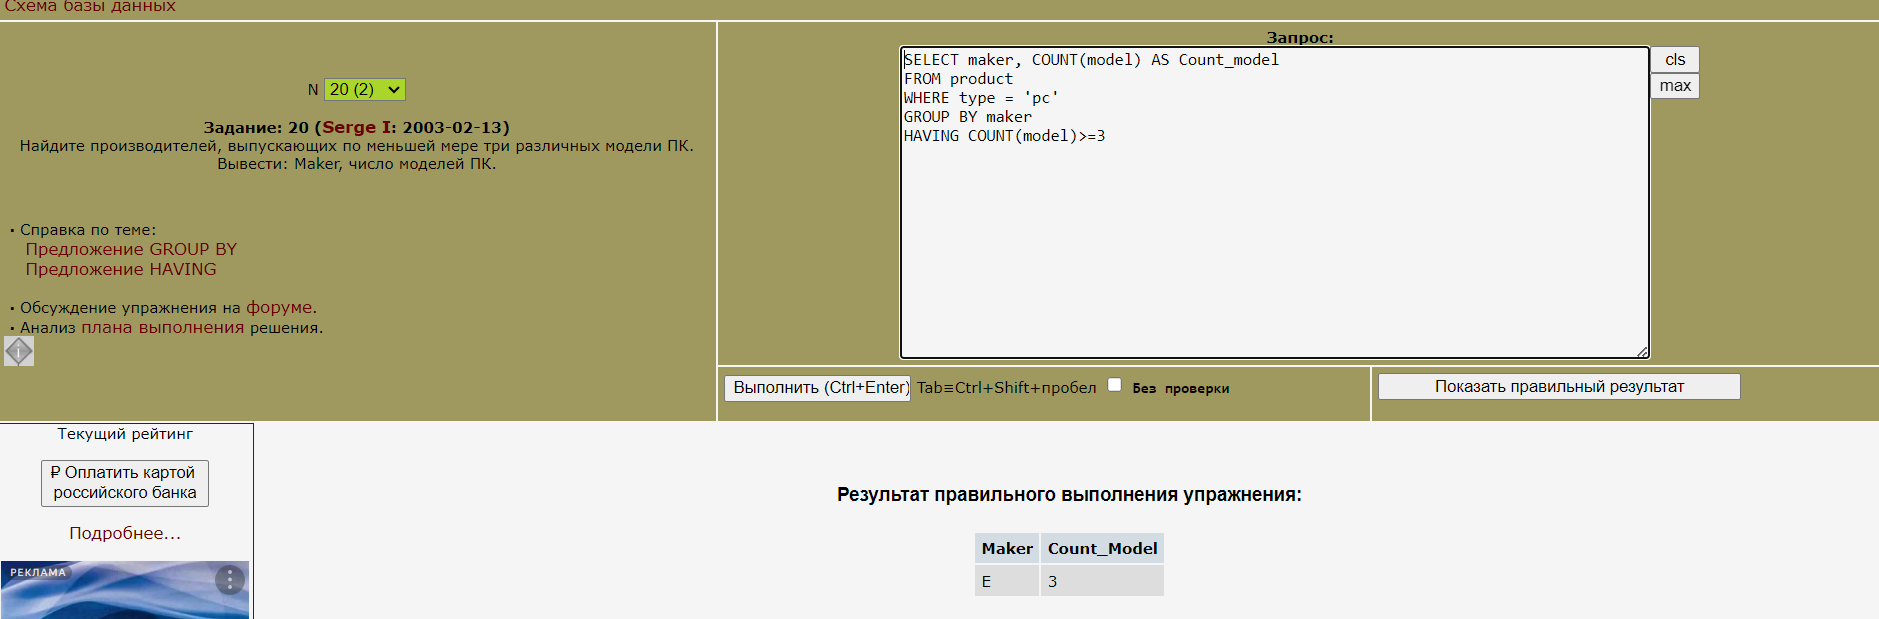 Схема базы данных
N 20 (2)
Задание: 20 (Serge I: 2003-02-13)
Найдите производителей, выпускающих по меньшей мере три различных модели ПК.
Вывести: Maker, число моделей ПК.
· Справка по теме:
Предложение GROUP BY
Предложение HAVING
· Обсуждение упражнения на форуме.
· Анализ плана выполнения решения.
i
Запрос:
SELECT maker, COUNT(model) AS Count_model
FROM product
WHERE type = 'pc'
GROUP BY maker
HAVING COUNT(model)>=3
cls
max
Выполнить (Ctrl+Enter) Tab≡Ctrl+Shift+пробел Без проверки
Показать правильный результат
Текущий рейтинг
₽ Оплатить картой
российского банка
Подробнее...
РЕКЛАМА
Результат правильного выполнения упражнения:
Maker Count_Model
E 3